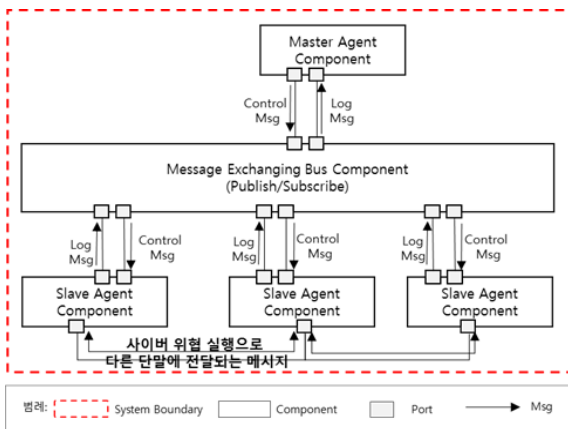 Master Agent
Component
Control
Msg
Log
Msg
Message Exchanging Bus Component
(Publish/Subscribe)
Log
Msg
Control
Msg
Log
Msg
Control
Msg
Log
Msg
Control
Msg
Slave Agent
Component
Slave Agent
Component
Slave Agent
Component
사이버 위협 실행으로
다른 단말에 전달되는 메시지
범례:
System Boundary
Component
Port
Msg